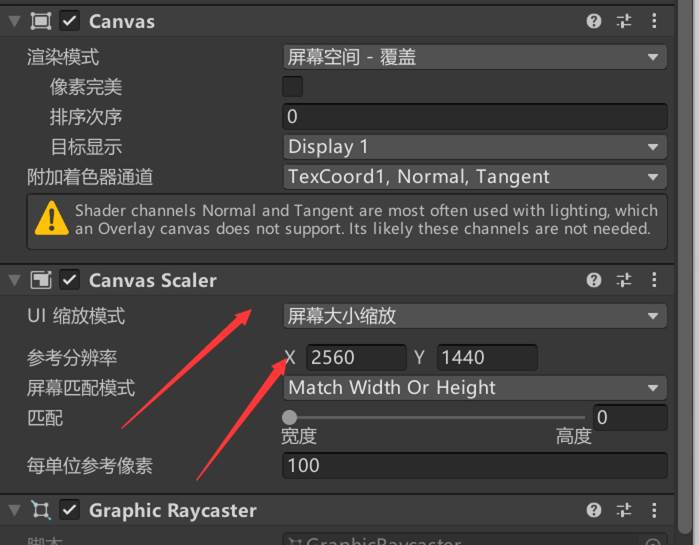 Canvas
渲染模式 屏幕空间 - 覆盖
像素完美
排序次序 0
目标显示 Display 1
附加着色器通道 TexCoord1, Normal, Tangent
Shader channels Normal and Tangent are most often used with lighting, which
an Overlay canvas does not support. Its likely these channels are not needed.
Canvas Scaler
UI 缩放模式 屏幕大小缩放
参考分辨率 X 2560 Y 1440
屏幕匹配模式 Match Width Or Height
匹配 0
宽度 高度
每单位参考像素 100
Graphic Raycaster
脚本 GraphicRaycaster